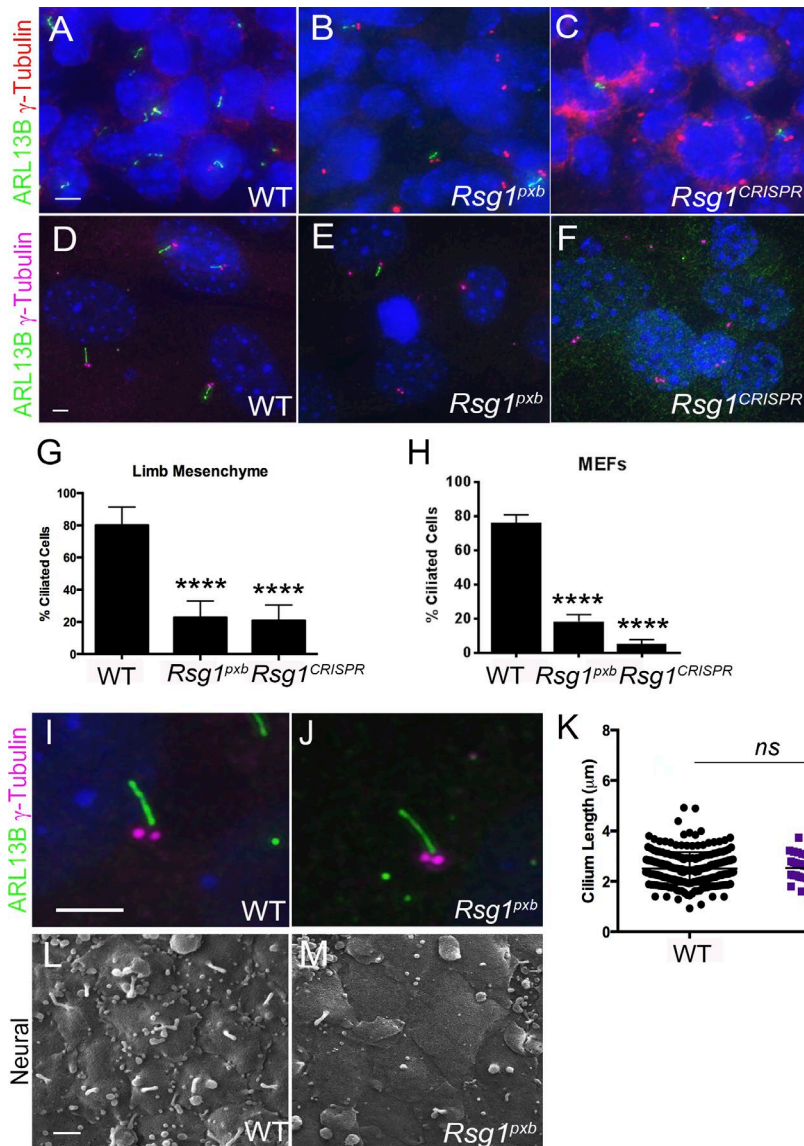 ARL13B γ-Tubulin
A
WT
B
Rsg1pxb
C
Rsg1CRISPR
ARL13B γ-Tubulin
D
WT
E
Rsg1pxb
F
Rsg1CRISPR
G
Limb Mesenchyme
% Ciliated Cells
100
80
60
40
20
0
****
****
WT
Rsg1pxb
Rsg1CRISPR
H
MEFs
% Ciliated Cells
100
80
60
40
20
0
****
****
WT
Rsg1pxb
Rsg1CRISPR
ARL13B γ-Tubulin
I
WT
J
Rsg1pxb
K
ns
Cilium Length (μm)
8
6
4
2
0
WT
Neural
L
WT
M
Rsg1pxb